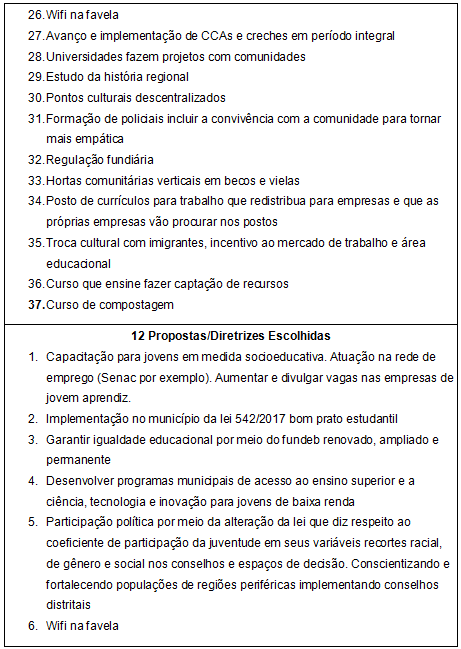 26. Wifi na favela
27. Avanço e implementação de CCAs e creches em período integral
28. Universidades fazem projetos com comunidades
29. Estudo da história regional
30. Pontos culturais descentralizados
31. Formação de policiais incluir a convivência com a comunidade para tornar
mais empática
32. Regulação fundiária
33. Hortas comunitárias verticais em becos e vielas
34. Posto de currículos para trabalho que redistribua para empresas e que as
próprias empresas vão procurar nos postos
35. Troca cultural com imigrantes, incentivo ao mercado de trabalho e área
educacional
36. Curso que ensine fazer captação de recursos
37. Curso de compostagem
12 Propostas/Diretrizes Escolhidas
1. Capacitação para jovens em medida socioeducativa. Atuação na rede de
emprego (Senac por exemplo). Aumentar e divulgar vagas nas empresas de
jovem aprendiz.
2. Implementação no município da lei 542/2017 bom prato estudantil
3. Garantir igualdade educacional por meio do fundeb renovado, ampliado e
permanente
4. Desenvolver programas municipais de acesso ao ensino superior e a
ciência, tecnologia e inovação para jovens de baixa renda
5. Participação política por meio da alteração da lei que diz respeito ao
coeficiente de participação da juventude em seus variáveis recortes racial,
de gênero e social nos conselhos e espaços de decisão. Conscientizando e
fortalecendo populações de regiões periféricas implementando conselhos
distritais
6. Wifi na favela